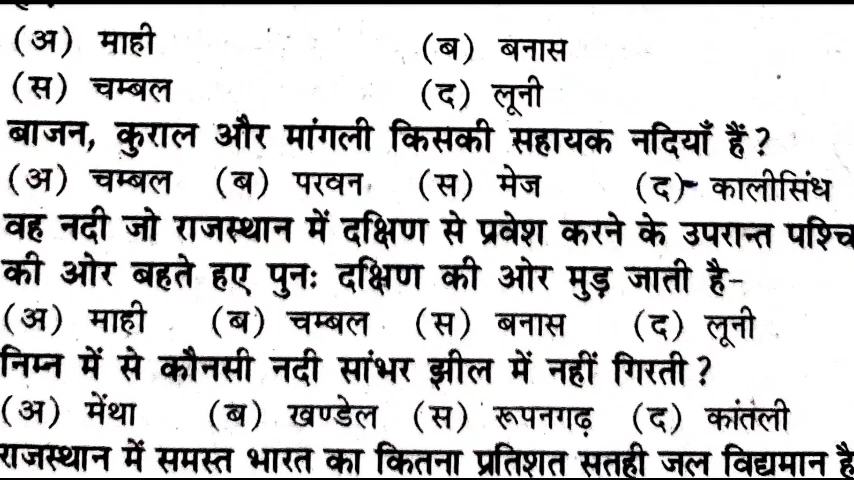 (अ) माही (ब) बनास
(स) चम्बल (द) लूनी
बाजन, कुराल और मांगली किसकी सहायक नदियाँ हैं ?
(अ) चम्बल (ब) परवन (स) मेज (द) कालीसिंध
वह नदी जो राजस्थान में दक्षिण से प्रवेश करने के उपरान्त पश्चि
की ओर बहते हुए पुनः दक्षिण की ओर मुड़ जाती है-
(अ) माही (ब) चम्बल (स) बनास (द) लूनी
निम्न में से कौनसी नदी सांभर झील में नहीं गिरती ?
(अ) मेंथा (ब) खण्डेल (स) रूपनगढ़ (द) कांतली
राजस्थान में समस्त भारत का कितना प्रतिशत सतही जल विद्यमान है